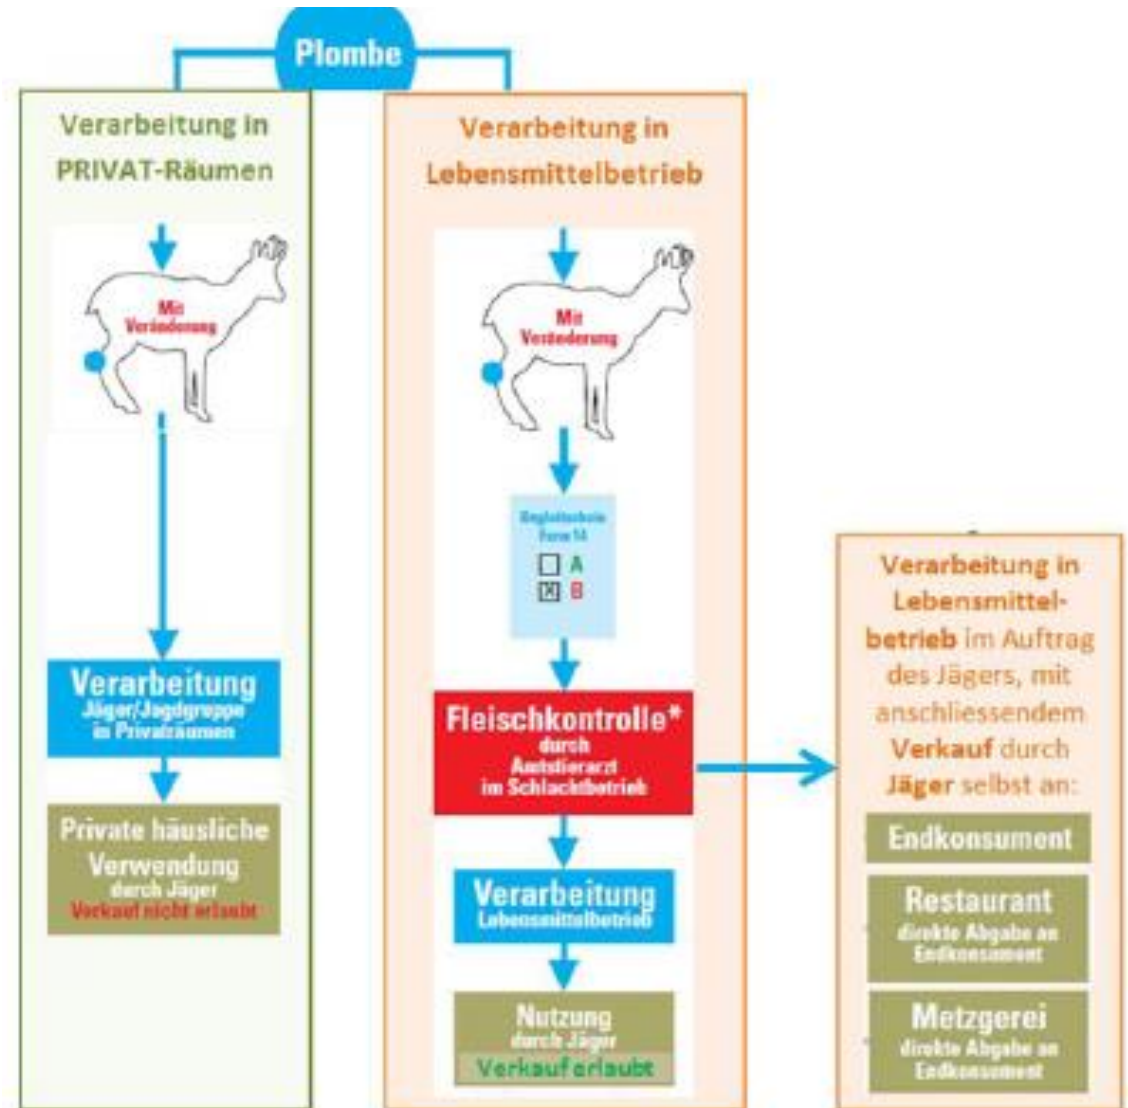 Plombe
Verarbeitung in
PRIVAT-Räumen
Mit
Veränderung
Verarbeitung
Jäger/Jagdgruppe
in Privaträumen
Private häusliche
Verwendung
durch Jäger
Verkauf nicht erlaubt
Verarbeitung in
Lebensmittelbetrieb
Mit
Veränderung
Begleitschein
Form 14
A
B
Fleischkontrolle*
durch
Amtstierarzt
im Schlachtbetrieb
Verarbeitung
Lebensmittelbetrieb
Nutzung
durch Jäger
Verkauf erlaubt
Verarbeitung in
Lebensmittel-
betrieb im Auftrag
des Jägers, mit
anschliessendem
Verkauf durch
Jäger selbst an:
Endkonsument
Restaurant
direkte Abgabe an
Endkonsument
Metzgerei
direkte Abgabe an
Endkonsument